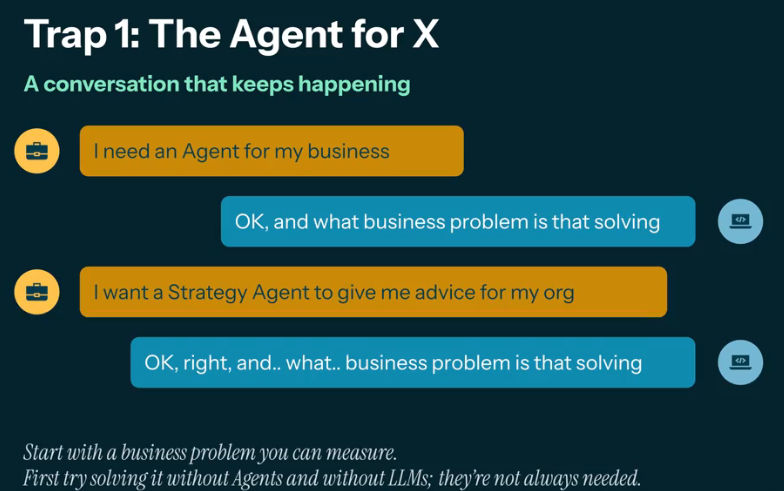 Trap 1: The Agent for X
A conversation that keeps happening
I need an Agent for my business
OK, and what business problem is that solving
I want a Strategy Agent to give me advice for my org
OK, right, and.. what.. business problem is that solving
Start with a business problem you can measure.
First try solving it without Agents and without LLMs; they're not always needed.